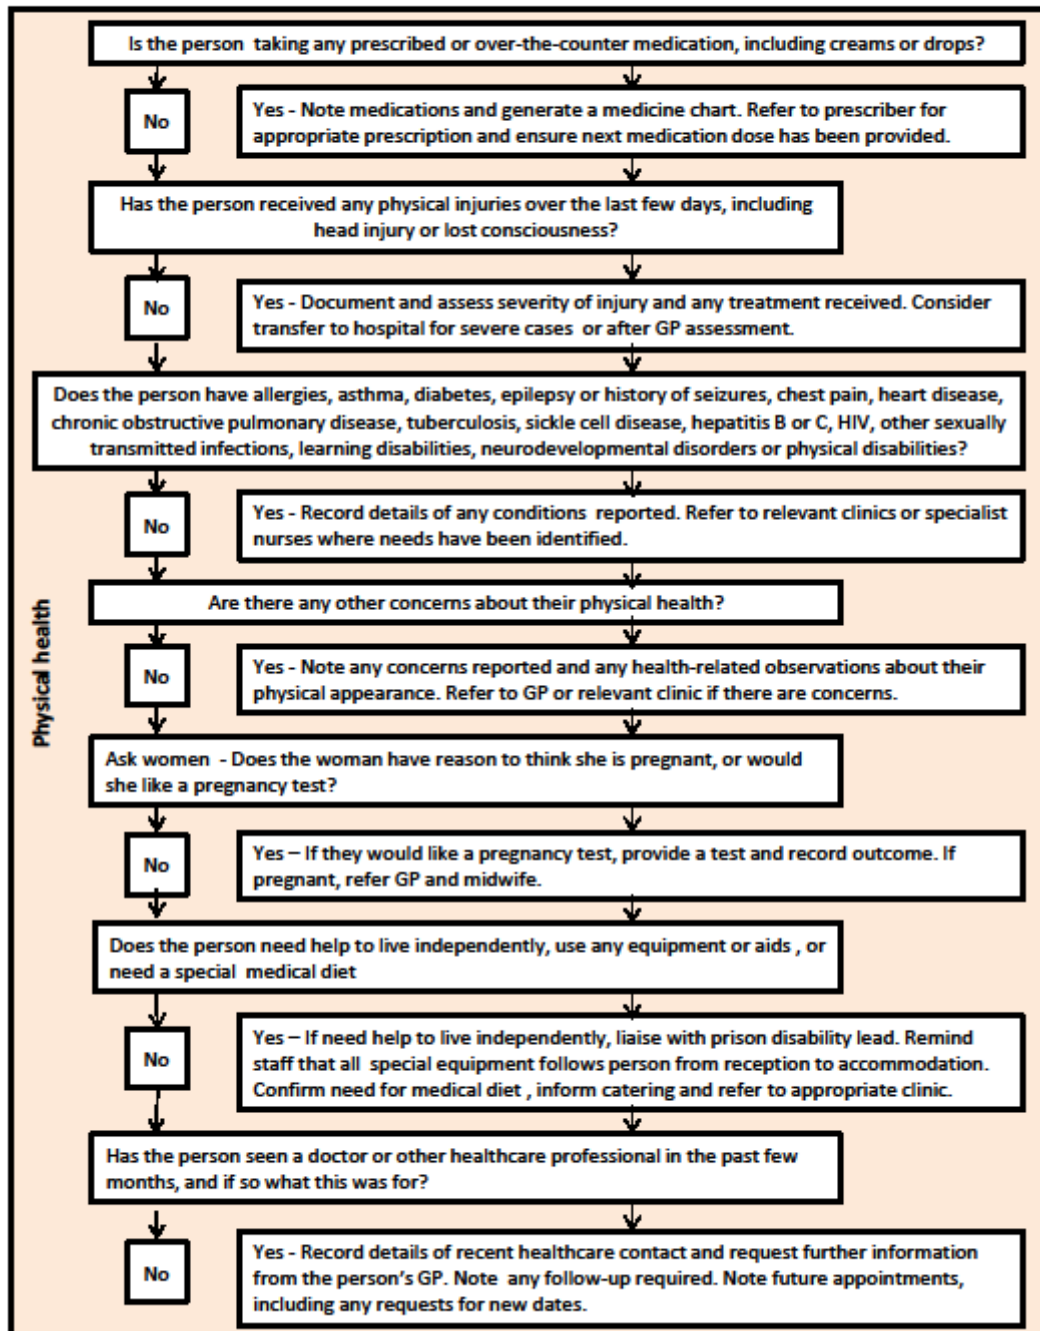 Is the person taking any prescribed or over-the-counter medication, including creams or drops?
No
Yes - Note medications and generate a medicine chart. Refer to prescriber for
appropriate prescription and ensure next medication dose has been provided.
Has the person received any physical injuries over the last few days, including
head injury or lost consciousness?
No
Yes - Document and assess severity of injury and any treatment received. Consider
transfer to hospital for severe cases or after GP assessment.
Does the person have allergies, asthma, diabetes, epilepsy or history of seizures, chest pain, heart disease,
chronic obstructive pulmonary disease, tuberculosis, sickle cell disease, hepatitis B or C, HIV, other sexually
transmitted infections, learning disabilities, neurodevelopmental disorders or physical disabilities?
No
Yes - Record details of any conditions reported. Refer to relevant clinics or specialist
nurses where needs have been identified.
Physical health
Are there any other concerns about their physical health?
No
Yes - Note any concerns reported and any health-related observations about their
physical appearance. Refer to GP or relevant clinic if there are concerns.
Ask women - Does the woman have reason to think she is pregnant, or would
she like a pregnancy test?
No
Yes – If they would like a pregnancy test, provide a test and record outcome. If
pregnant, refer GP and midwife.
Does the person need help to live independently, use any equipment or aids , or
need a special medical diet
No
Yes – If need help to live independently, liaise with prison disability lead. Remind
staff that all special equipment follows person from reception to accommodation.
Confirm need for medical diet , inform catering and refer to appropriate clinic.
Has the person seen a doctor or other healthcare professional in the past few
months, and if so what this was for?
No
Yes - Record details of recent healthcare contact and request further information
from the person's GP. Note any follow-up required. Note future appointments,
including any requests for new dates.